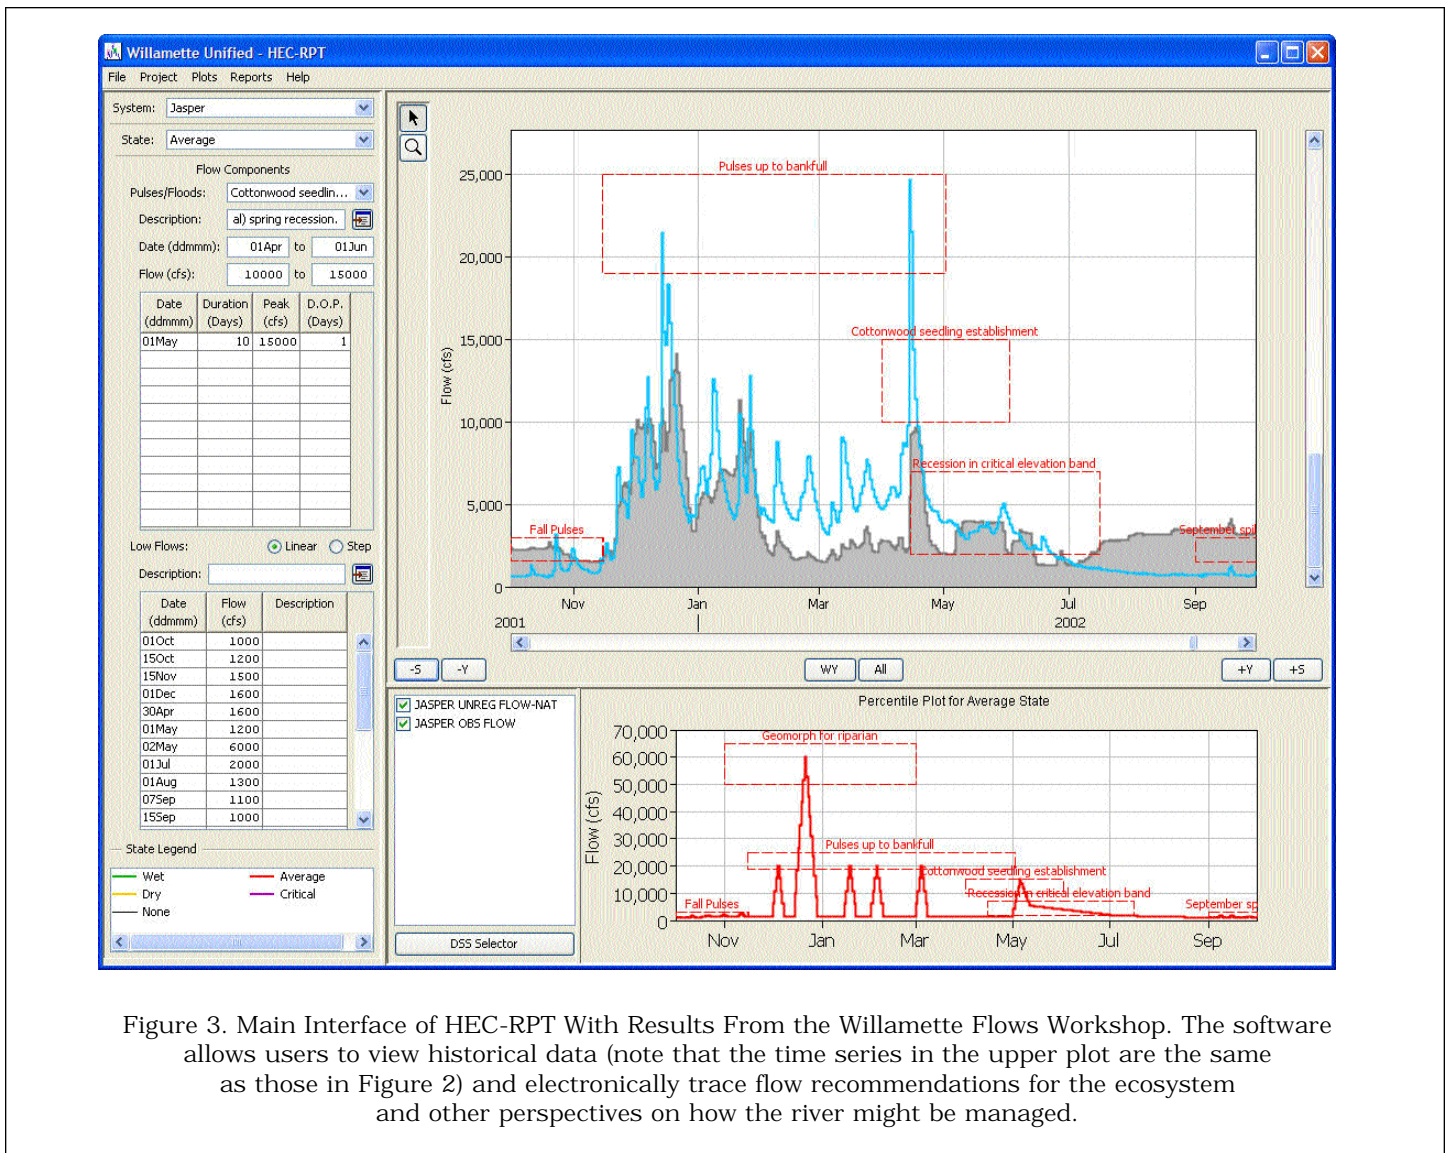 Willamette Unified - HEC-RPT
File Project Plots Reports Help
System: Jasper
State: Average
Flow Components
Pulses/Floods: Cottonwood seedlin...
Description: al) spring recession.
Date (ddmmm): 01Apr to 01Jun
Flow (cfs): 10000 to 15000
Date Duration Peak D.O.P.
(ddmmm) (Days) (cfs) (Days)
01May 10 15000 1
Low Flows: Linear Step
Description:
Date Flow Description
(ddmmm) (cfs)
01Oct 1000
15Oct 1200
15Nov 1500
01Dec 1600
30Apr 1600
01May 1200
02May 6000
01Jul 2000
01Aug 1300
07Sep 1100
15Sep 1000
State Legend
Wet Average
Dry Critical
None
Pulses up to bankfull
25,000
20,000
Cottonwood seedling establishment
15,000
Flow (cfs)
10,000
Recession in critical elevation band
5,000
Fall Pulses
September spil
0
Nov Jan Mar May Jul Sep
2001 2002
-S -Y WY All +Y +S
JASPER UNREG FLOW-NAT
JASPER OBS FLOW
DSS Selector
Percentile Plot for Average State
70,000
Geomorph for riparian
60,000
50,000
40,000
Flow (cfs)
30,000
Pulses up to bankfull
20,000
Cottonwood seedling establishment
10,000
Recession in critical elevation band
Fall Pulses
September sp
0
Nov Jan Mar May Jul Sep
Figure 3. Main Interface of HEC-RPT With Results From the Willamette Flows Workshop. The software
allows users to view historical data (note that the time series in the upper plot are the same
as those in Figure 2) and electronically trace flow recommendations for the ecosystem
and other perspectives on how the river might be managed.